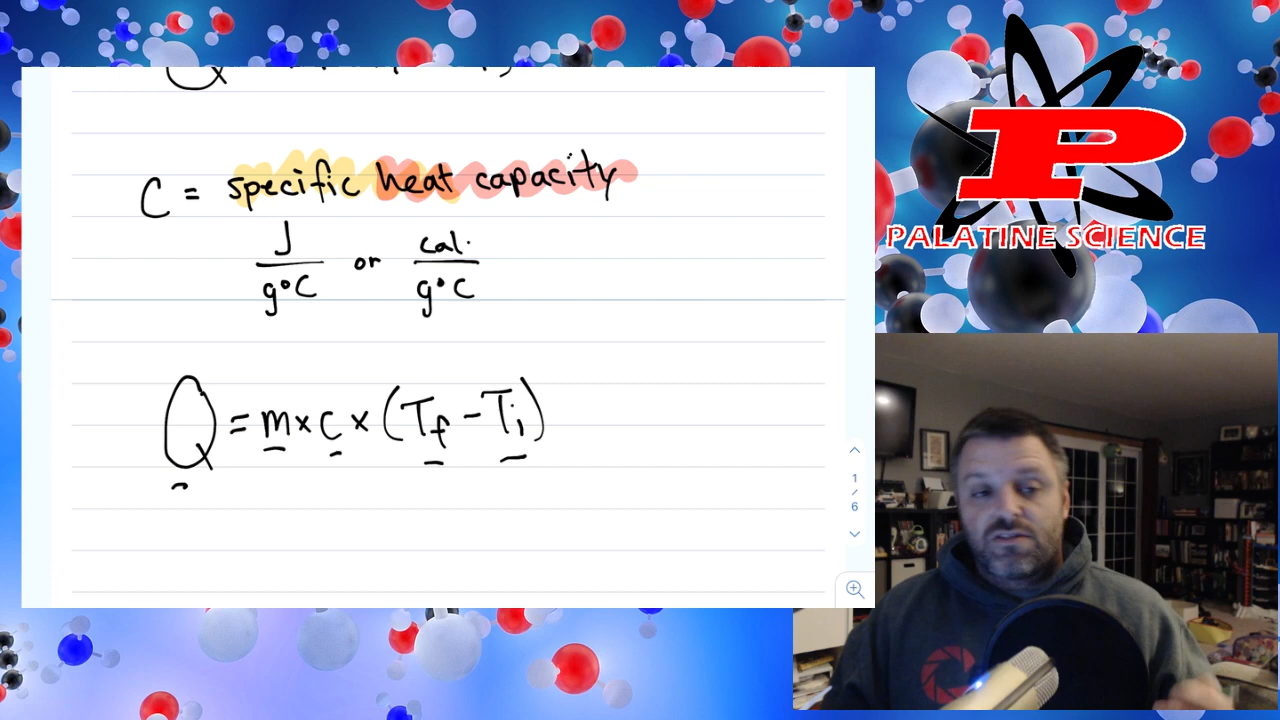 Q
C = specific heat capacity
J
g°C
or
cal.
g°C
Q = m × c × (Tf - Ti)
1
/
6
P
PALATINE SCIENCE